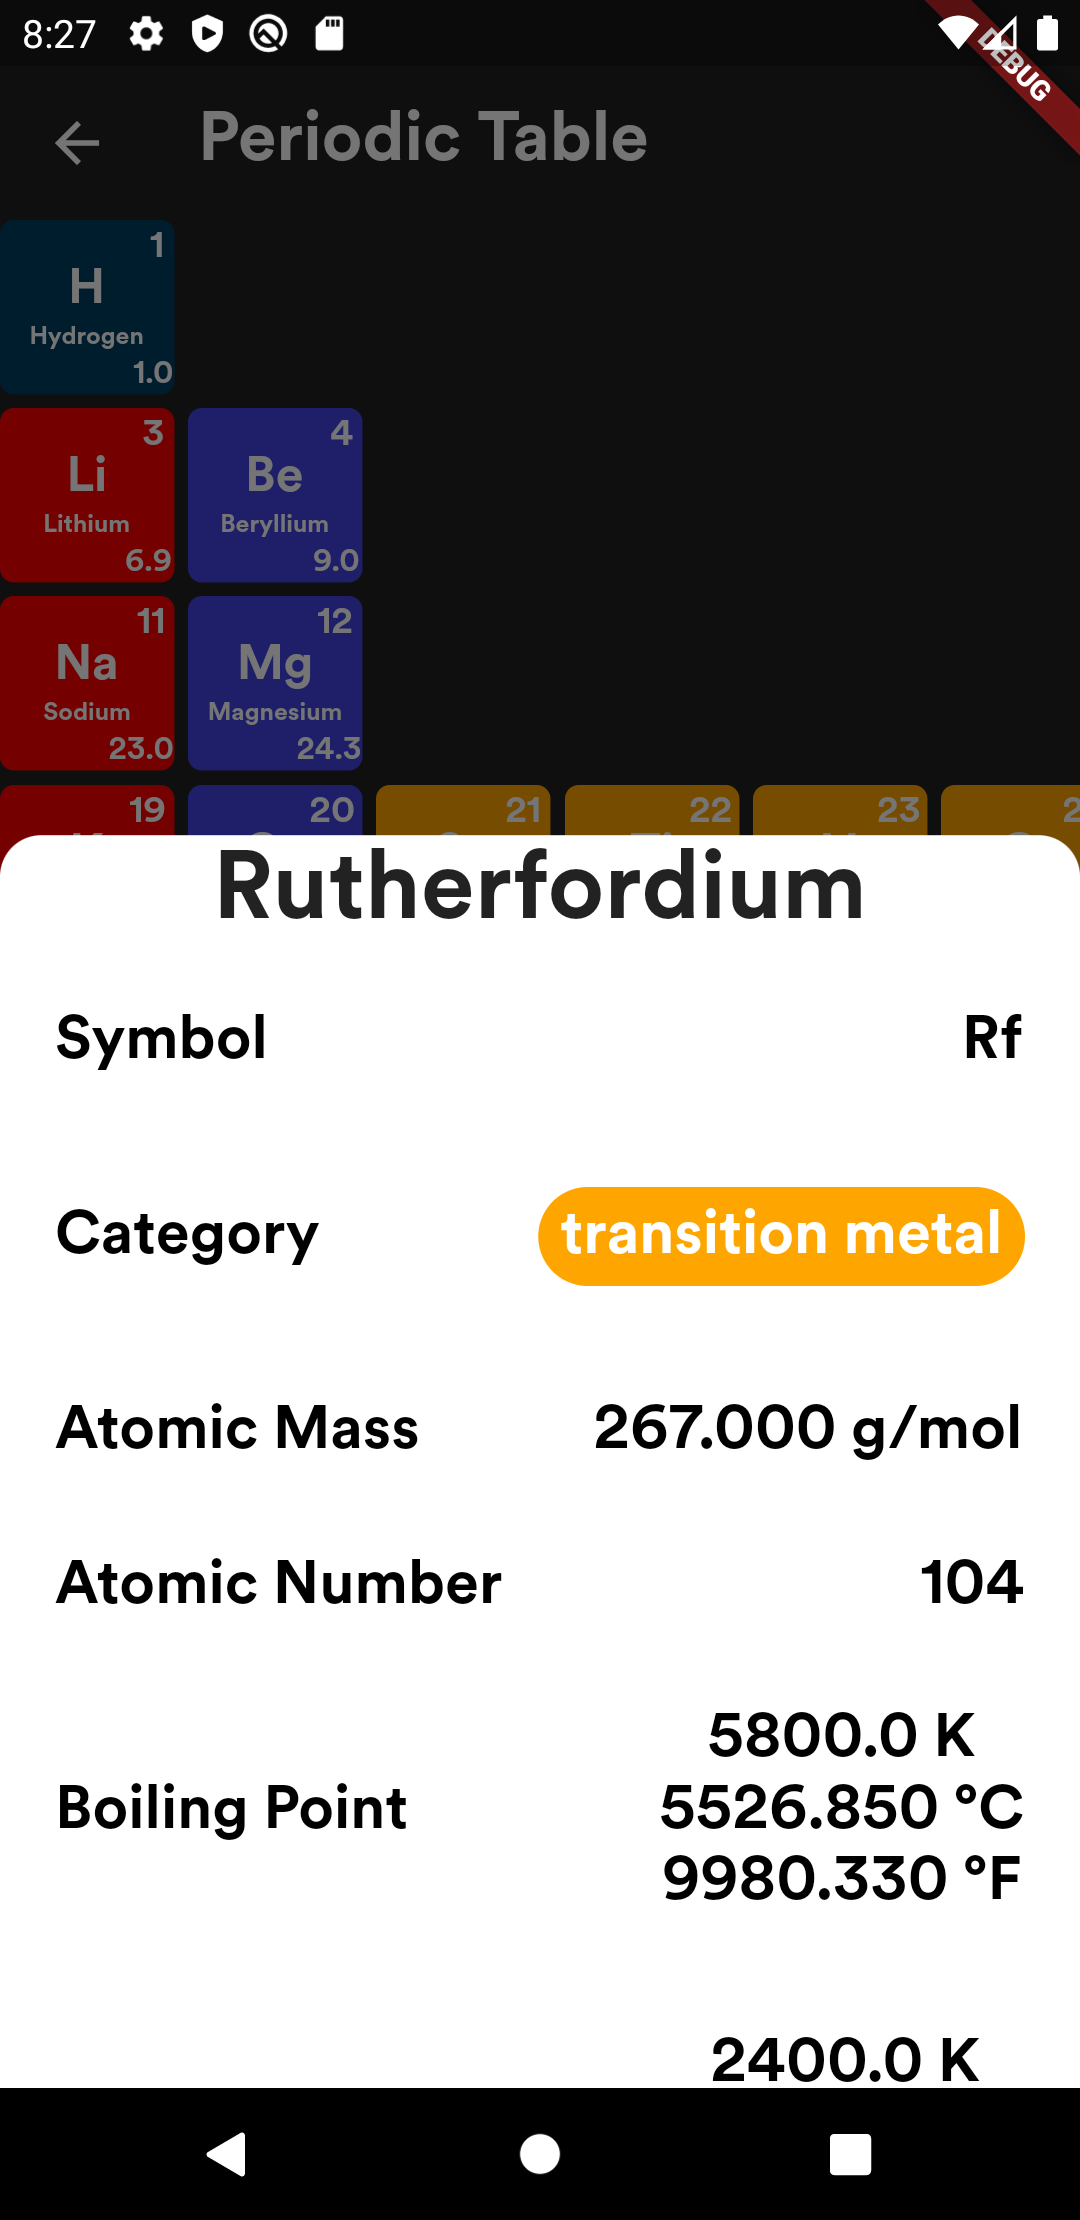 8:27
DEBUG
Periodic Table
1
H
Hydrogen
1.0
3 4
Li Be
Lithium Beryllium
6.9 9.0
11 12
Na Mg
Sodium Magnesium
23.0 24.3
19 20 21 22 23
Rutherfordium
Symbol Rf
Category transition metal
Atomic Mass 267.000 g/mol
Atomic Number 104
5800.0 K
Boiling Point 5526.850 °C
9980.330 °F
2400.0 K